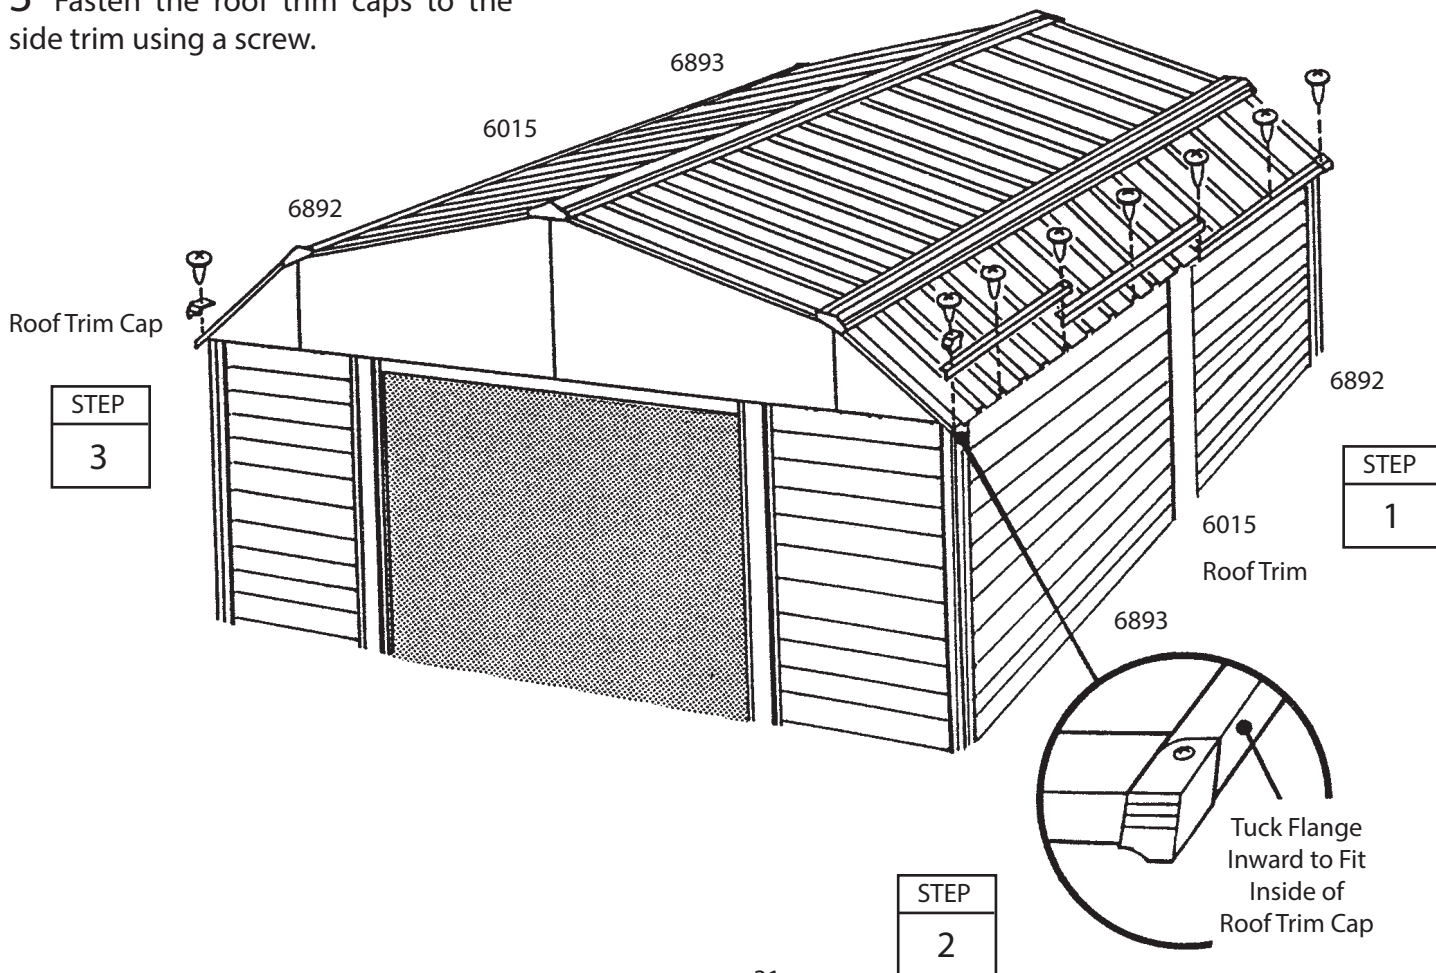 3 Fasten the roof trim caps to the
side trim using a screw.
6893
6015
6892
Roof Trim Cap
STEP
3
6892
STEP
1
6015
Roof Trim
6893
Tuck Flange
Inward to Fit
Inside of
Roof Trim Cap
STEP
2